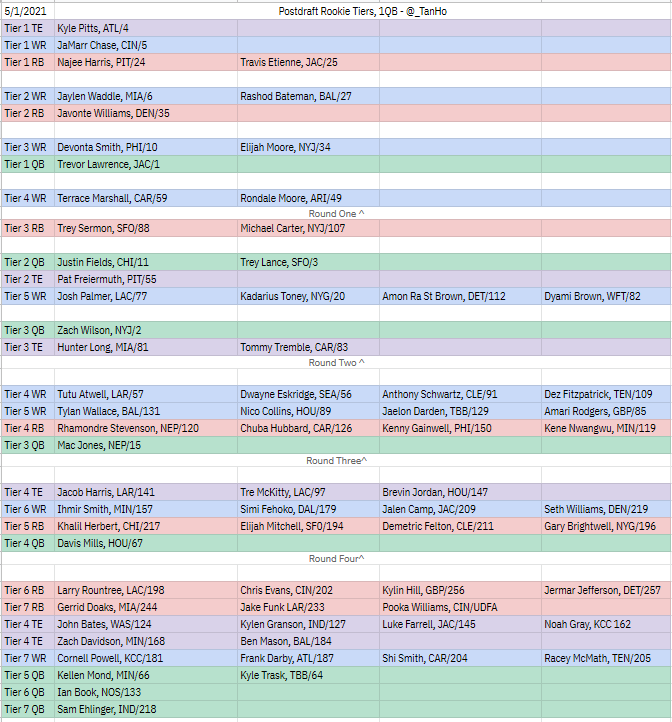 5/1/2021 Postdraft Rookie Tiers, 1QB - @_TanHo
Tier 1 TE Kyle Pitts, ATL/4
Tier 1 WR JaMarr Chase, CIN/5
Tier 1 RB Najee Harris, PIT/24 Travis Etienne, JAC/25
Tier 2 WR Jaylen Waddle, MIA/6 Rashod Bateman, BAL/27
Tier 2 RB Javonte Williams, DEN/35
Tier 3 WR Devonta Smith, PHI/10 Elijah Moore, NYJ/34
Tier 1 QB Trevor Lawrence, JAC/1
Tier 4 WR Terrace Marshall, CAR/59 Rondale Moore, ARI/49
Round One ^
Tier 3 RB Trey Sermon, SFO/88 Michael Carter, NYJ/107
Tier 2 QB Justin Fields, CHI/11 Trey Lance, SFO/3
Tier 2 TE Pat Freiermuth, PIT/55
Tier 5 WR Josh Palmer, LAC/77 Kadarius Toney, NYG/20 Amon Ra St Brown, DET/112 Dyami Brown, WFT/82
Tier 3 QB Zach Wilson, NYJ/2
Tier 3 TE Hunter Long, MIA/81 Tommy Tremble, CAR/83
Round Two ^
Tier 4 WR Tutu Atwell, LAR/57 Dwayne Eskridge, SEA/56 Anthony Schwartz, CLE/91 Dez Fitzpatrick, TEN/109
Tier 5 WR Tylan Wallace, BAL/131 Nico Collins, HOU/89 Jaelon Darden, TBB/129 Amari Rodgers, GBP/85
Tier 4 RB Rhamondre Stevenson, NEP/120 Chuba Hubbard, CAR/126 Kenny Gainwell, PHI/150 Kene Nwangwu, MIN/119
Tier 3 QB Mac Jones, NEP/15
Round Three^
Tier 4 TE Jacob Harris, LAR/141 Tre McKitty, LAC/97 Brevin Jordan, HOU/147
Tier 6 WR Ihmir Smith, MIN/157 Simi Fehoko, DAL/179 Jalen Camp, JAC/209 Seth Williams, DEN/219
Tier 5 RB Khalil Herbert, CHI/217 Elijah Mitchell, SFO/194 Demetric Felton, CLE/211 Gary Brightwell, NYG/196
Tier 4 QB Davis Mills, HOU/67
Round Four^
Tier 6 RB Larry Rountree, LAC/198 Chris Evans, CIN/202 Kylin Hill, GBP/256 Jermar Jefferson, DET/257
Tier 7 RB Gerrid Doaks, MIA/244 Jake Funk LAR/233 Pooka Williams, CIN/UDFA
Tier 4 TE John Bates, WAS/124 Kylen Granson, IND/127 Luke Farrell, JAC/145 Noah Gray, KCC 162
Tier 4 TE Zach Davidson, MIN/168 Ben Mason, BAL/184
Tier 7 WR Cornell Powell, KCC/181 Frank Darby, ATL/187 Shi Smith, CAR/204 Racey McMath, TEN/205
Tier 5 QB Kellen Mond, MIN/66 Kyle Trask, TBB/64
Tier 6 QB Ian Book, NOS/133
Tier 7 QB Sam Ehlinger, IND/218